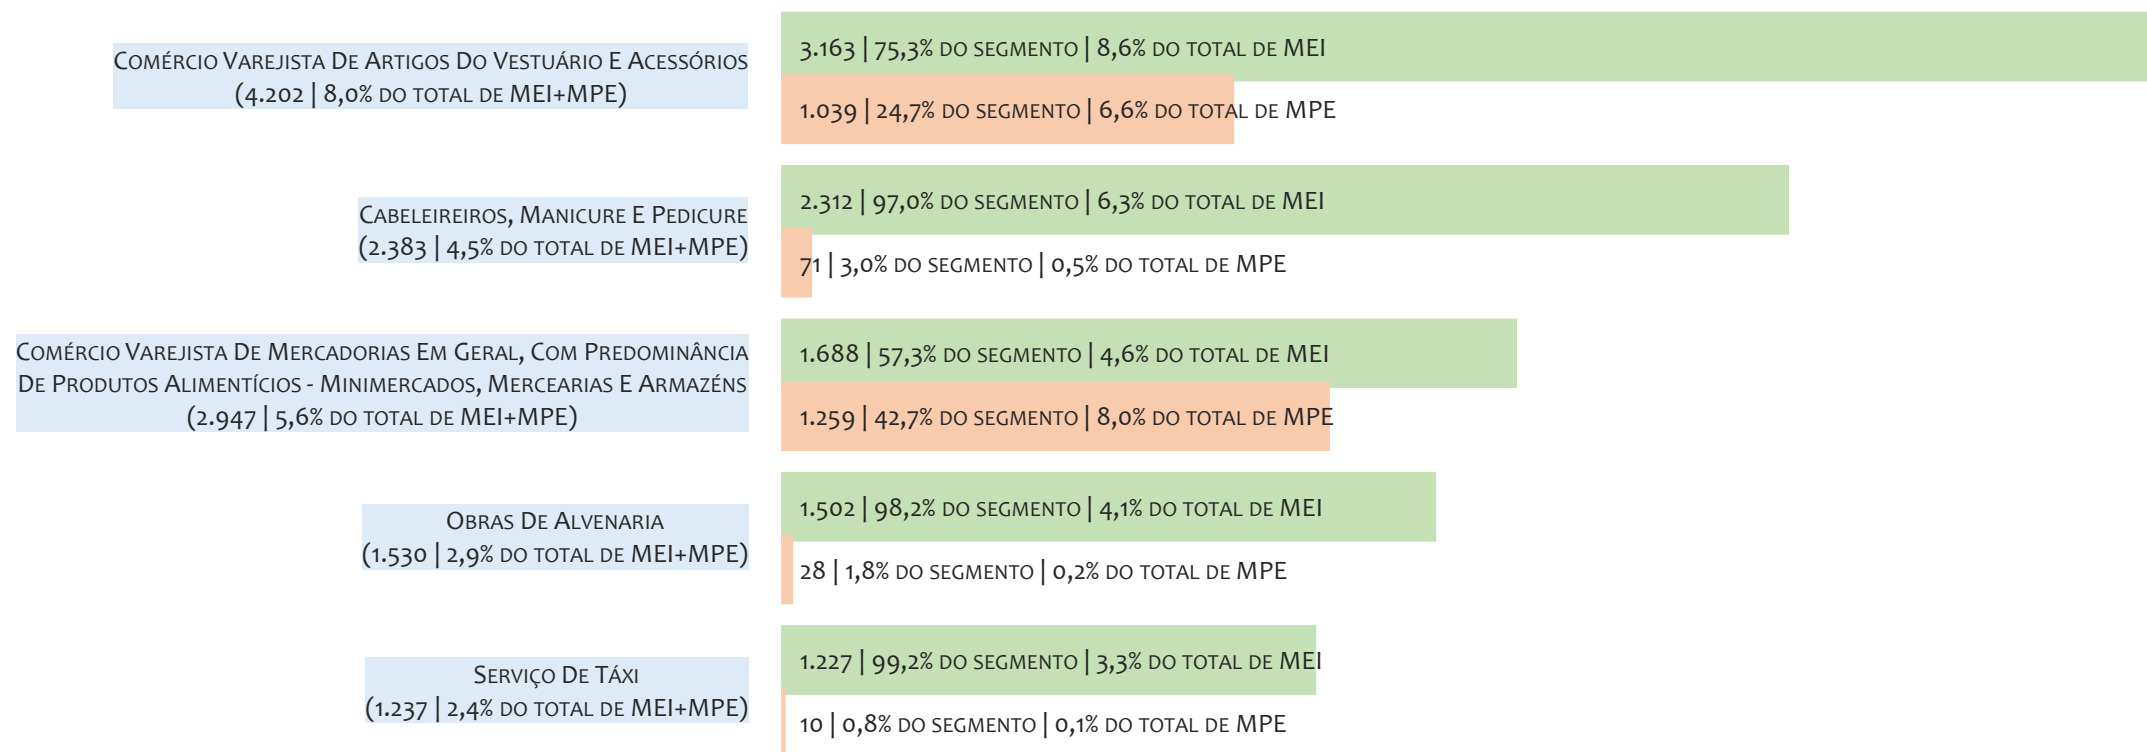 Comércio Varejista De Artigos Do Vestuário E Acessórios
(4.202 | 8,0% do total de MEI+MPE)
3.163 | 75,3% do segmento | 8,6% do total de MEI
1.039 | 24,7% do segmento | 6,6% do total de MPE
Cabeleireiros, Manicure E Pedicure
(2.383 | 4,5% do total de MEI+MPE)
2.312 | 97,0% do segmento | 6,3% do total de MEI
71 | 3,0% do segmento | 0,5% do total de MPE
Comércio Varejista De Mercadorias Em Geral, Com Predominância
De Produtos Alimentícios - Minimercados, Mercearias E Armazéns
(2.947 | 5,6% do total de MEI+MPE)
1.688 | 57,3% do segmento | 4,6% do total de MEI
1.259 | 42,7% do segmento | 8,0% do total de MPE
Obras De Alvenaria
(1.530 | 2,9% do total de MEI+MPE)
1.502 | 98,2% do segmento | 4,1% do total de MEI
28 | 1,8% do segmento | 0,2% do total de MPE
Serviço De Táxi
(1.237 | 2,4% do total de MEI+MPE)
1.227 | 99,2% do segmento | 3,3% do total de MEI
10 | 0,8% do segmento | 0,1% do total de MPE